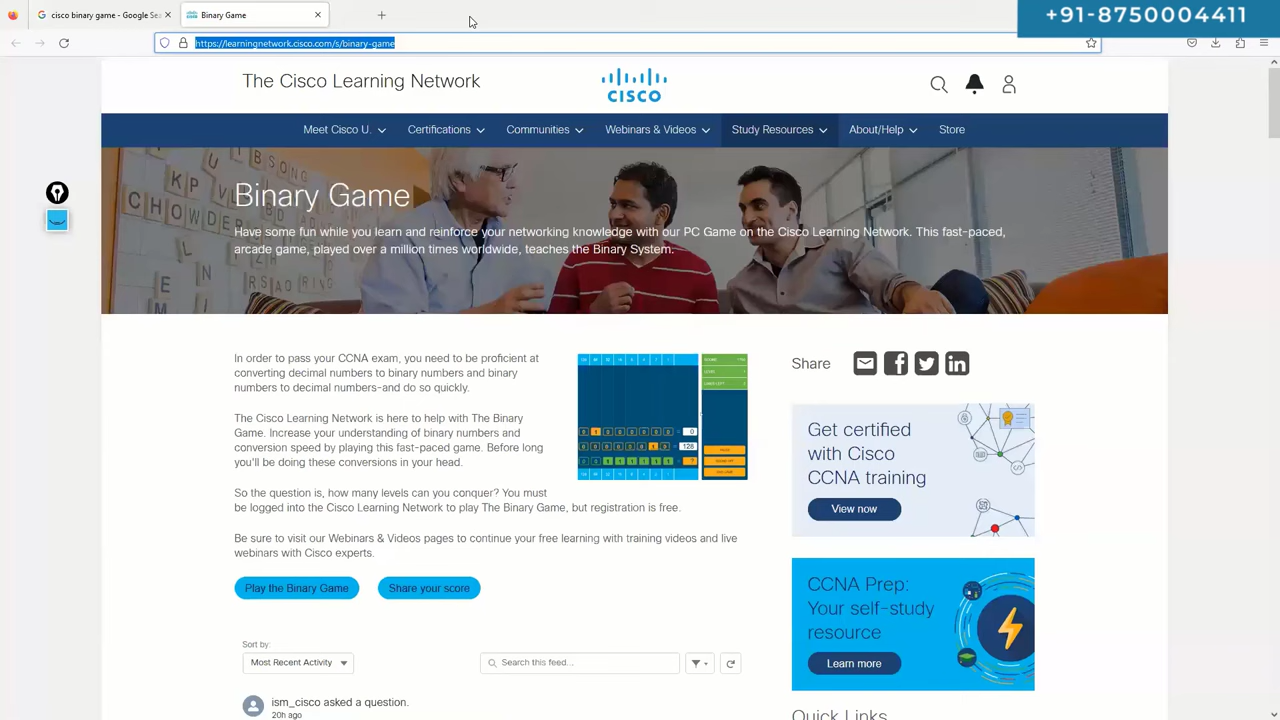 cisco binary game - Google Sea
Binary Game
+91-8750004411
https://learningnetwork.cisco.com/s/binary-game
The Cisco Learning Network
CISCO
Meet Cisco U.
Certifications
Communities
Webinars & Videos
Study Resources
About/Help
Store
Binary Game
Have some fun while you learn and reinforce your networking knowledge with our PC Game on the Cisco Learning Network. This fast-paced,
arcade game, played over a million times worldwide, teaches the Binary System.
In order to pass your CCNA exam, you need to be proficient at
converting decimal numbers to binary numbers and binary
numbers to decimal numbers-and do so quickly.
The Cisco Learning Network is here to help with The Binary
Game. Increase your understanding of binary numbers and
conversion speed by playing this fast-paced game. Before long
you'll be doing these conversions in your head.
So the question is, how many levels can you conquer? You must
be logged into the Cisco Learning Network to play The Binary Game, but registration is free.
Be sure to visit our Webinars & Videos pages to continue your free learning with training videos and live
webinars with Cisco experts.
Play the Binary Game
Share your score
Sort by:
Most Recent Activity
Search this feed...
ism_cisco asked a question.
20h ago
Share
Get certified
with Cisco
CCNA training
View now
CCNA Prep:
Your self-study
resource
Learn more
Quick Links